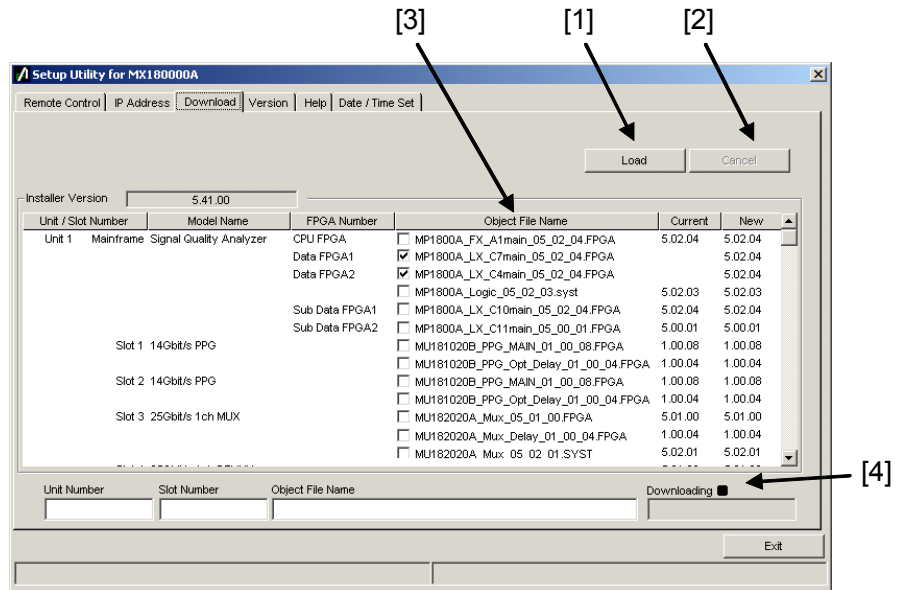 [3] [1] [2]
Setup Utility for MX180000A
Remote Control IP Address Download Version Help Date / Time Set
Load Cancel
Installer Version 5.41.00
Unit / Slot Number Model Name FPGA Number Object File Name Current New
Unit 1 Mainframe Signal Quality Analyzer CPU FPGA MP1800A_FX_A1main_05_02_04.FPGA 5.02.04 5.02.04
Data FPGA1 MP1800A_LX_C7main_05_02_04.FPGA 5.02.04
Data FPGA2 MP1800A_LX_C4main_05_02_04.FPGA 5.02.04
MP1800A_Logic_05_02_03.syst 5.02.03 5.02.03
Sub Data FPGA1 MP1800A_LX_C10main_05_02_04.FPGA 5.02.04 5.02.04
Sub Data FPGA2 MP1800A_LX_C11main_05_00_01.FPGA 5.00.01 5.00.01
Slot 1 14Gbit/s PPG MU181020B_PPG_MAIN_01_00_08.FPGA 1.00.08 1.00.08
MU181020B_PPG_Opt_Delay_01_00_04.FPGA 1.00.04 1.00.04
Slot 2 14Gbit/s PPG MU181020B_PPG_MAIN_01_00_08.FPGA 1.00.08 1.00.08
MU181020B_PPG_Opt_Delay_01_00_04.FPGA 1.00.04 1.00.04
Slot 3 25Gbit/s 1ch MUX MU182020A_Mux_05_01_00.FPGA 5.01.00 5.01.00
MU182020A_Mux_Delay_01_00_04.FPGA 1.00.04 1.00.04
MU182020A_Mux_05_02_01.SYST 5.02.01 5.02.01
[4]
Unit Number Slot Number Object File Name Downloading
Exit